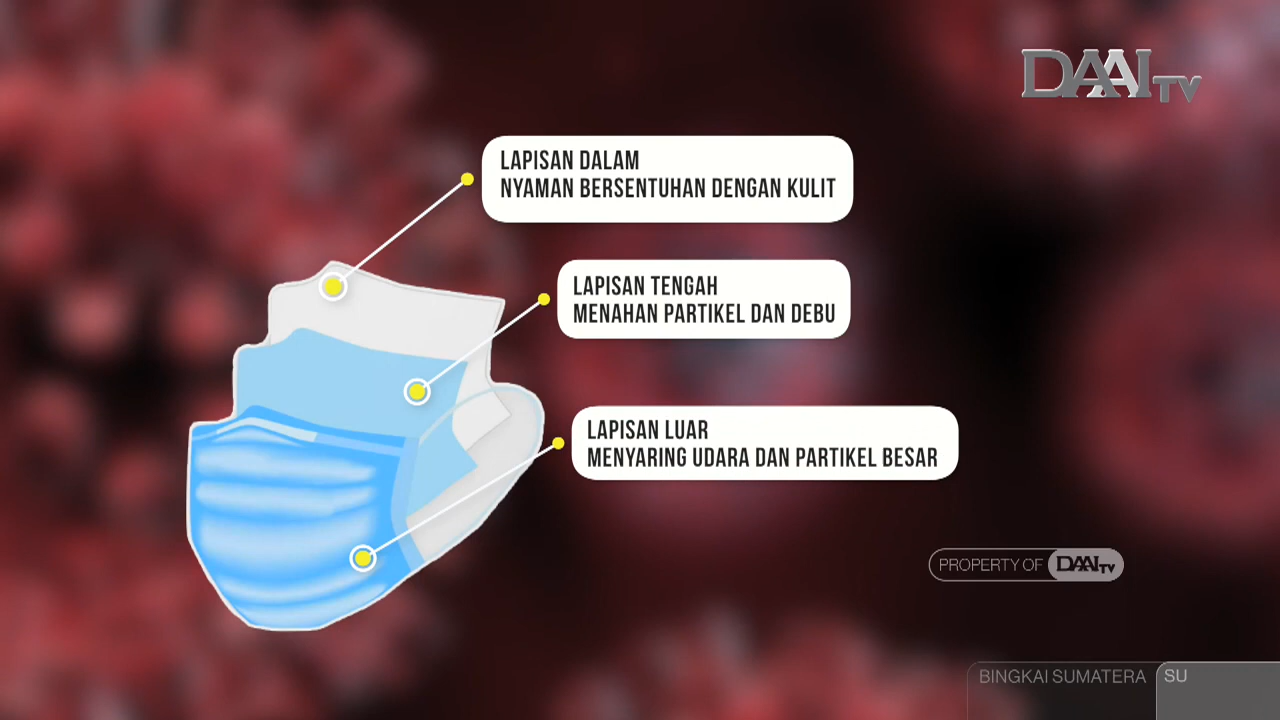 DAAI TV
LAPISAN DALAM
NYAMAN BERSENTUHAN DENGAN KULIT
LAPISAN TENGAH
MENAHAN PARTIKEL DAN DEBU
LAPISAN LUAR
MENYARING UDARA DAN PARTIKEL BESAR
PROPERTY OF DAAI TV
BINGKAI SUMATERA SU